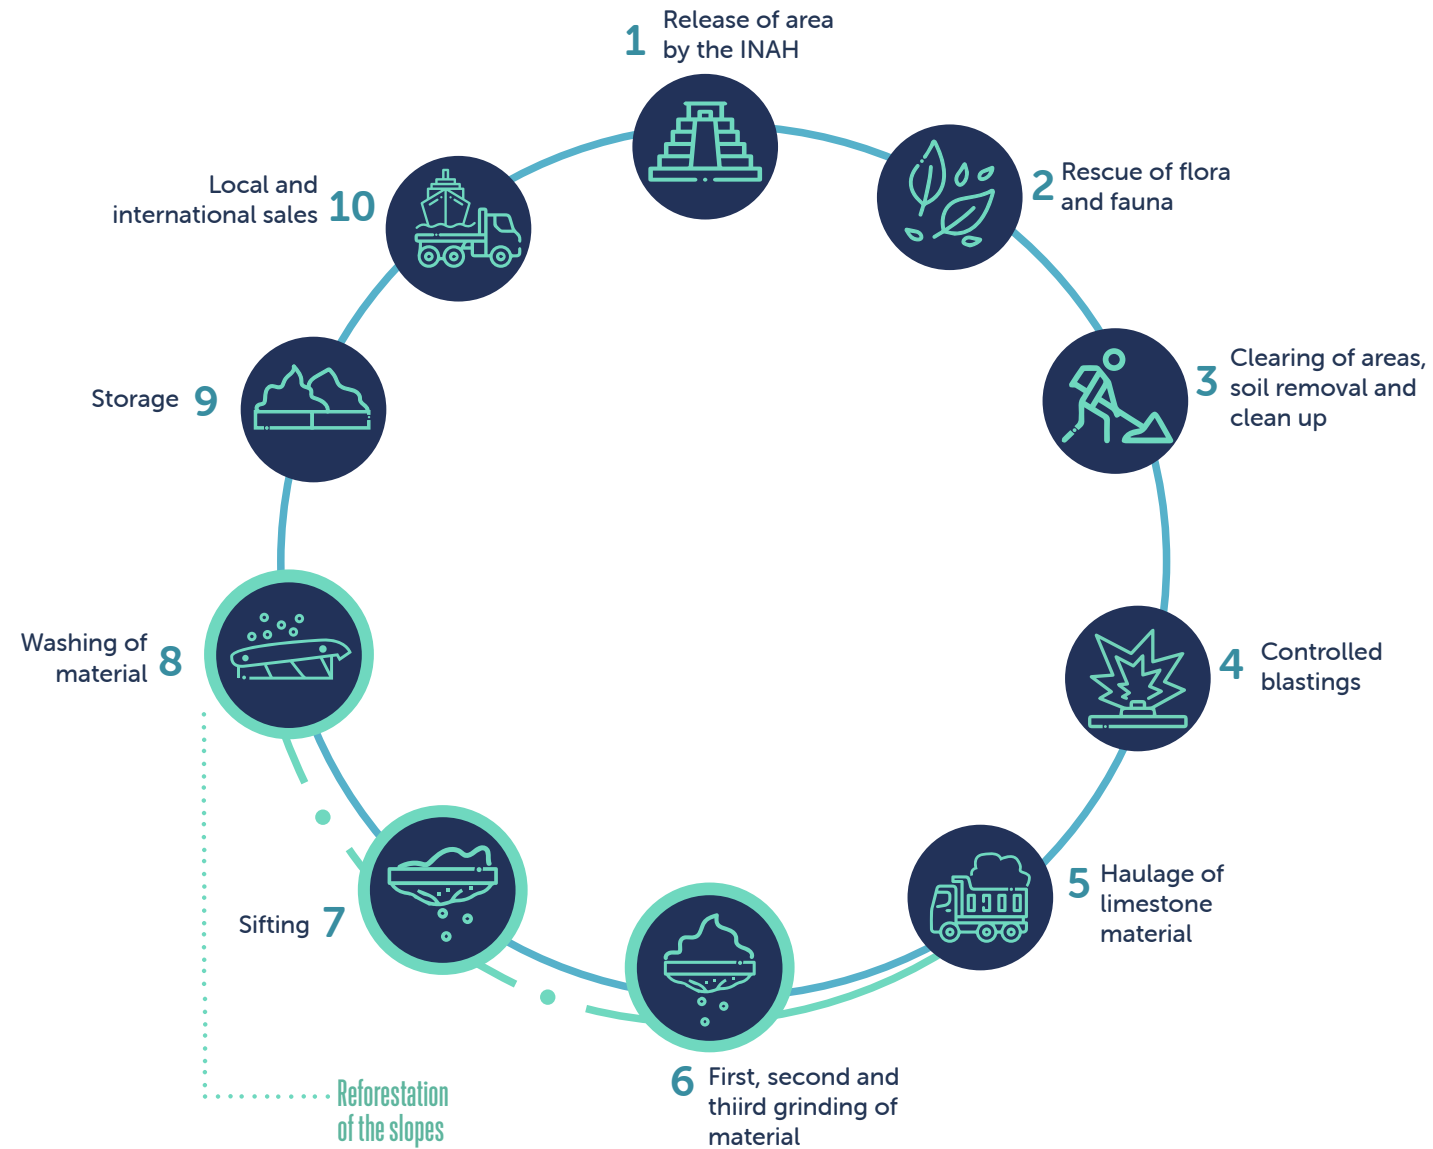 1
Release of area
by the INAH
2
Rescue of flora
and fauna
3
Clearing of areas,
soil removal and
clean up
4
Controlled
blastings
5
Haulage of
limestone
material
6
First, second and
thiird grinding of
material
7
Sifting
8
Washing of
material
9
Storage
10
Local and
international sales
Reforestation
of the slopes